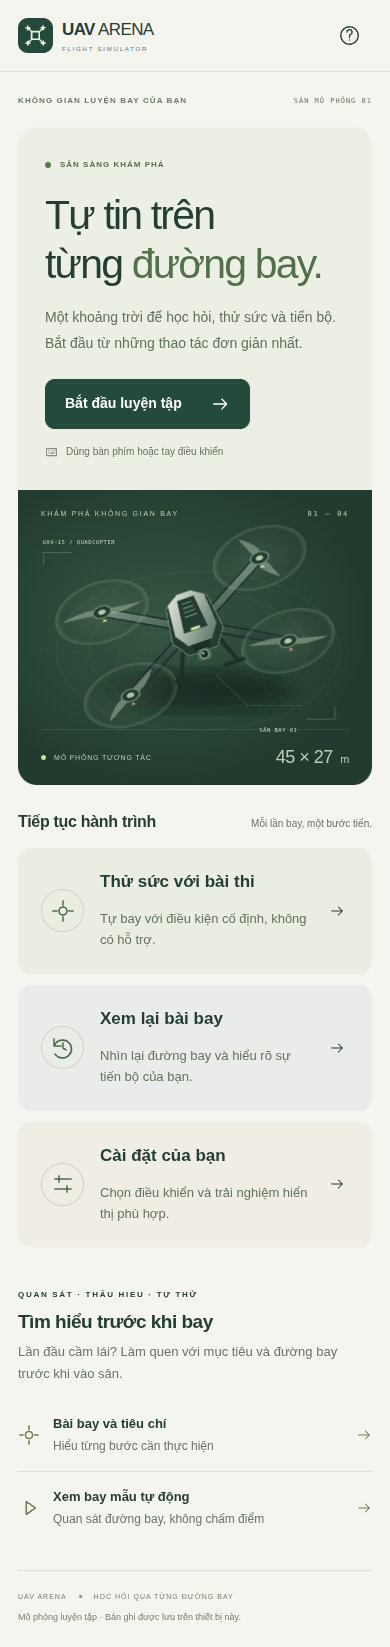 UAV ARENA
FLIGHT SIMULATOR
KHÔNG GIAN LUYỆN BAY CỦA BẠN
SÂN MÔ PHỎNG 01
SẴN SÀNG KHÁM PHÁ
Tự tin trên
từng đường bay.
Một khoảng trời để học hỏi, thử sức và tiến bộ.
Bắt đầu từ những thao tác đơn giản nhất.
Bắt đầu luyện tập
Dùng bàn phím hoặc tay điều khiển
KHÁM PHÁ KHÔNG GIAN BAY
01 — 04
UAV-15 / QUADCOPTER
SÂN BAY 01
MÔ PHỎNG TƯƠNG TÁC
45 × 27 m
Tiếp tục hành trình
Mỗi lần bay, một bước tiến.
Thử sức với bài thi
Tự bay với điều kiện cố định, không
có hỗ trợ.
Xem lại bài bay
Nhìn lại đường bay và hiểu rõ sự
tiến bộ của bạn.
Cài đặt của bạn
Chọn điều khiển và trải nghiệm hiển
thị phù hợp.
QUAN SÁT · THẤU HIỂU · TỰ THỬ
Tìm hiểu trước khi bay
Lần đầu cầm lái? Làm quen với mục tiêu và đường bay
trước khi vào sân.
Bài bay và tiêu chí
Hiểu từng bước cần thực hiện
Xem bay mẫu tự động
Quan sát đường bay, không chấm điểm
UAV ARENA • HỌC HỎI QUA TỪNG ĐƯỜNG BAY
Mô phỏng luyện tập · Bản ghi được lưu trên thiết bị này.